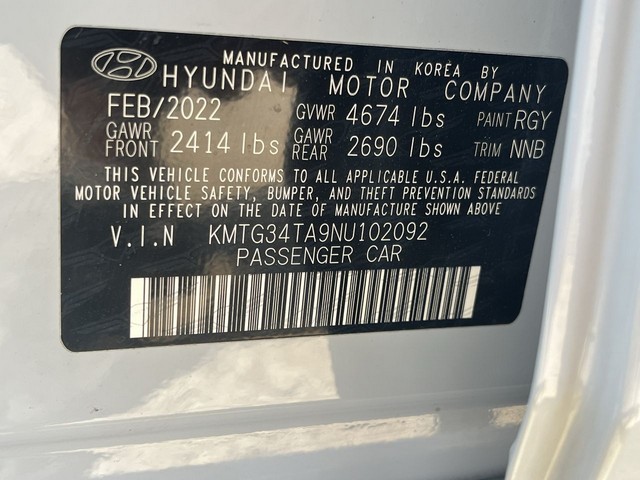 MANUFACTURED IN KOREA BY
HYUNDAI MOTOR COMPANY
FEB/2022 GVWR 4674 lbs PAINT RGY
GAWR FRONT 2414 lbs GAWR REAR 2690 lbs TRIM NNB
THIS VEHICLE CONFORMS TO ALL APPLICABLE U.S.A. FEDERAL
MOTOR VEHICLE SAFETY, BUMPER, AND THEFT PREVENTION STANDARDS
IN EFFECT ON THE DATE OF MANUFACTURE SHOWN ABOVE
V.I.N KMTG34TA9NU102092
PASSENGER CAR